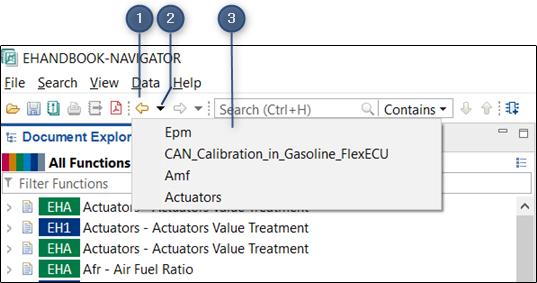 1 2 3
EHANDBOOK-NAVIGATOR
File Search View Data Help
Search (Ctrl+H) Contains
Document Explor
Epm
CAN_Calibration_in_Gasoline_FlexECU
Amf
Actuators
All Functions
Filter Functions
EHA Actuators - Actuators Value Treatment
EH1 Actuators - Actuators Value Treatment
EHA Actuators - Actuators Value Treatment
EHA Afr - Air Fuel Ratio